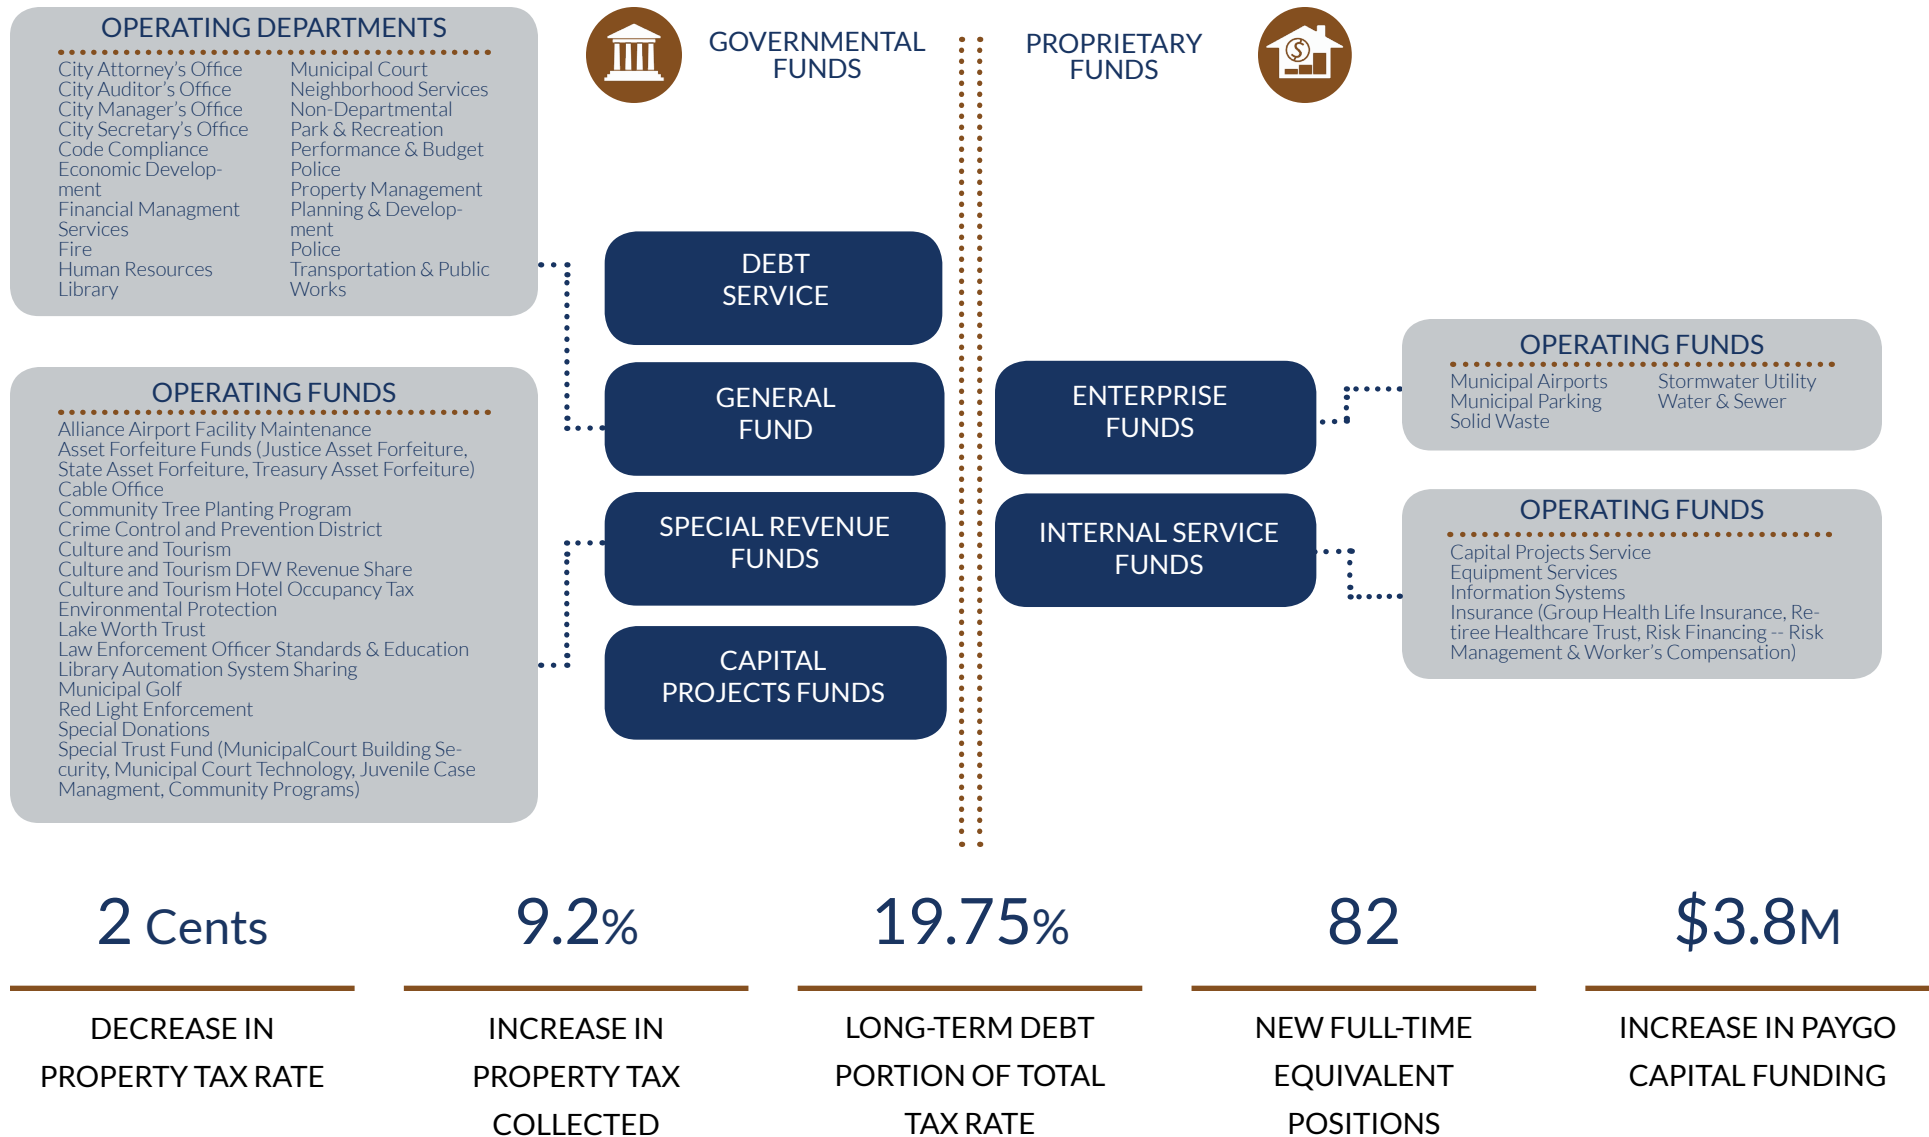 OPERATING DEPARTMENTS
City Attorney’s Office
City Auditor’s Office
City Manager’s Office
City Secretary’s Office
Code Compliance
Economic Develop-
ment
Financial Managment
Services
Fire
Human Resources
Library
Municipal Court
Neighborhood Services
Non-Departmental
Park & Recreation
Performance & Budget
Police
Property Management
Planning & Develop-
ment
Police
Transportation & Public
Works
OPERATING FUNDS
Alliance Airport Facility Maintenance
Asset Forfeiture Funds (Justice Asset Forfeiture,
State Asset Forfeiture, Treasury Asset Forfeiture)
Cable Office
Community Tree Planting Program
Crime Control and Prevention District
Culture and Tourism
Culture and Tourism DFW Revenue Share
Culture and Tourism Hotel Occupancy Tax
Environmental Protection
Lake Worth Trust
Law Enforcement Officer Standards & Education
Library Automation System Sharing
Municipal Golf
Red Light Enforcement
Special Donations
Special Trust Fund (MunicipalCourt Building Se-
curity, Municipal Court Technology, Juvenile Case
Managment, Community Programs)
GOVERNMENTAL
FUNDS
DEBT
SERVICE
GENERAL
FUND
SPECIAL REVENUE
FUNDS
CAPITAL
PROJECTS FUNDS
PROPRIETARY
FUNDS
$
ENTERPRISE
FUNDS
INTERNAL SERVICE
FUNDS
OPERATING FUNDS
Municipal Airports
Municipal Parking
Solid Waste
Stormwater Utility
Water & Sewer
OPERATING FUNDS
Capital Projects Service
Equipment Services
Information Systems
Insurance (Group Health Life Insurance, Re-
tiree Healthcare Trust, Risk Financing -- Risk
Management & Worker’s Compensation)
2 Cents
DECREASE IN
PROPERTY TAX RATE
9.2%
INCREASE IN
PROPERTY TAX
COLLECTED
19.75%
LONG-TERM DEBT
PORTION OF TOTAL
TAX RATE
82
NEW FULL-TIME
EQUIVALENT
POSITIONS
$3.8M
INCREASE IN PAYGO
CAPITAL FUNDING